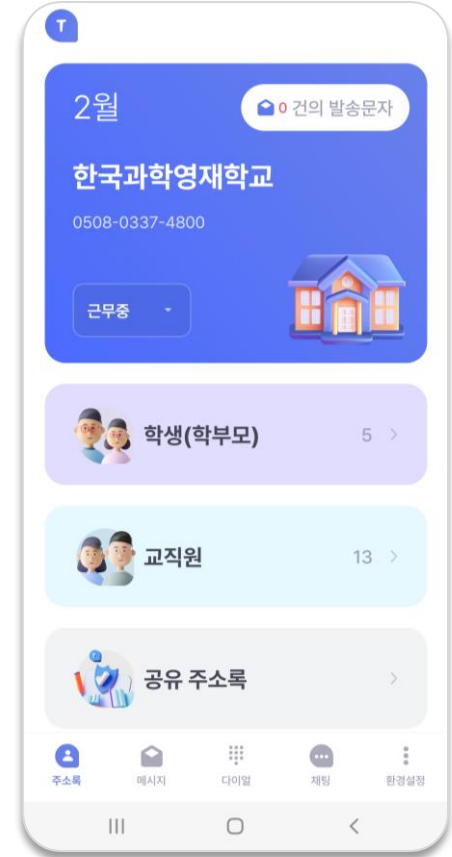 T
2월
0 건의 발송문자
한국과학영재학교
0508-0337-4800
근무중
학생(학부모)
5
교직원
13
공유 주소록
주소록
메시지
다이얼
채팅
환경설정